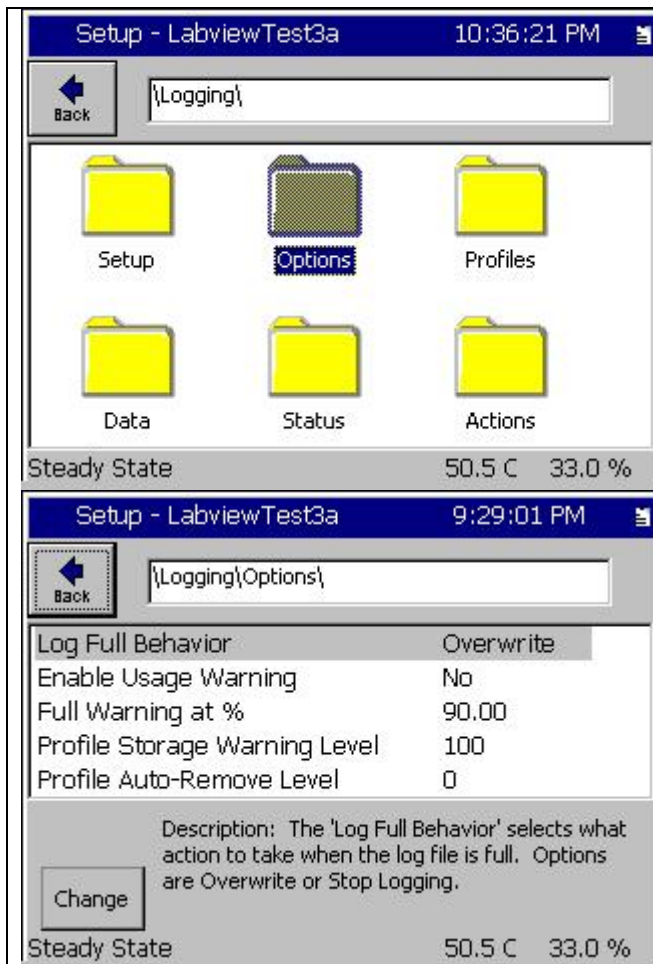 Setup - LabviewTest3a 10:36:21 PM
Back
\Logging\
Setup Options Profiles
Data Status Actions
Steady State 50.5 C 33.0 %
Setup - LabviewTest3a 9:29:01 PM
Back
\Logging\Options\
Log Full Behavior Overwrite
Enable Usage Warning No
Full Warning at % 90.00
Profile Storage Warning Level 100
Profile Auto-Remove Level 0
Description: The 'Log Full Behavior' selects what
action to take when the log file is full. Options
are Overwrite or Stop Logging.
Change
Steady State 50.5 C 33.0 %